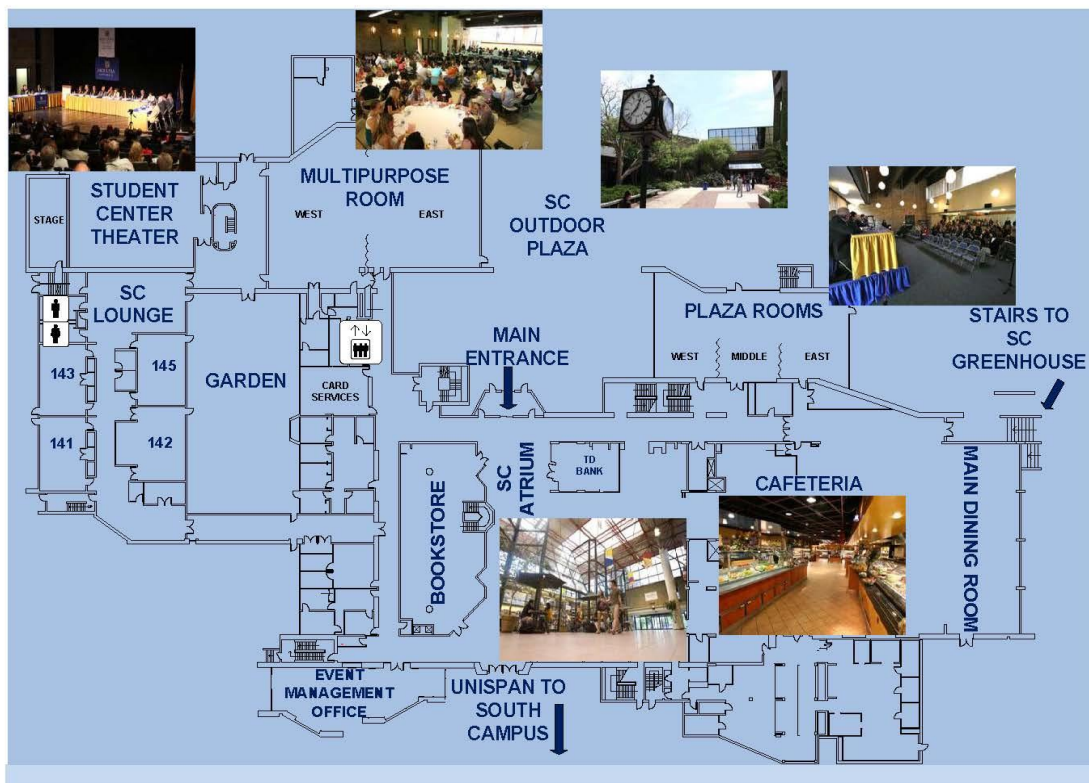 STUDENT
CENTER
THEATER
STAGE
MULTIPURPOSE
ROOM
WEST
EAST
SC
OUTDOOR
PLAZA
SC
LOUNGE
PLAZA ROOMS
WEST
MIDDLE
EAST
STAIRS TO
SC
GREENHOUSE
MAIN
ENTRANCE
143
145
GARDEN
CARD
SERVICES
141
142
BOOKSTORE
SC
ATRIUM
TD
BANK
CAFETERIA
MAIN DINING ROOM
EVENT
MANAGEMENT
OFFICE
UNISPAN TO
SOUTH
CAMPUS